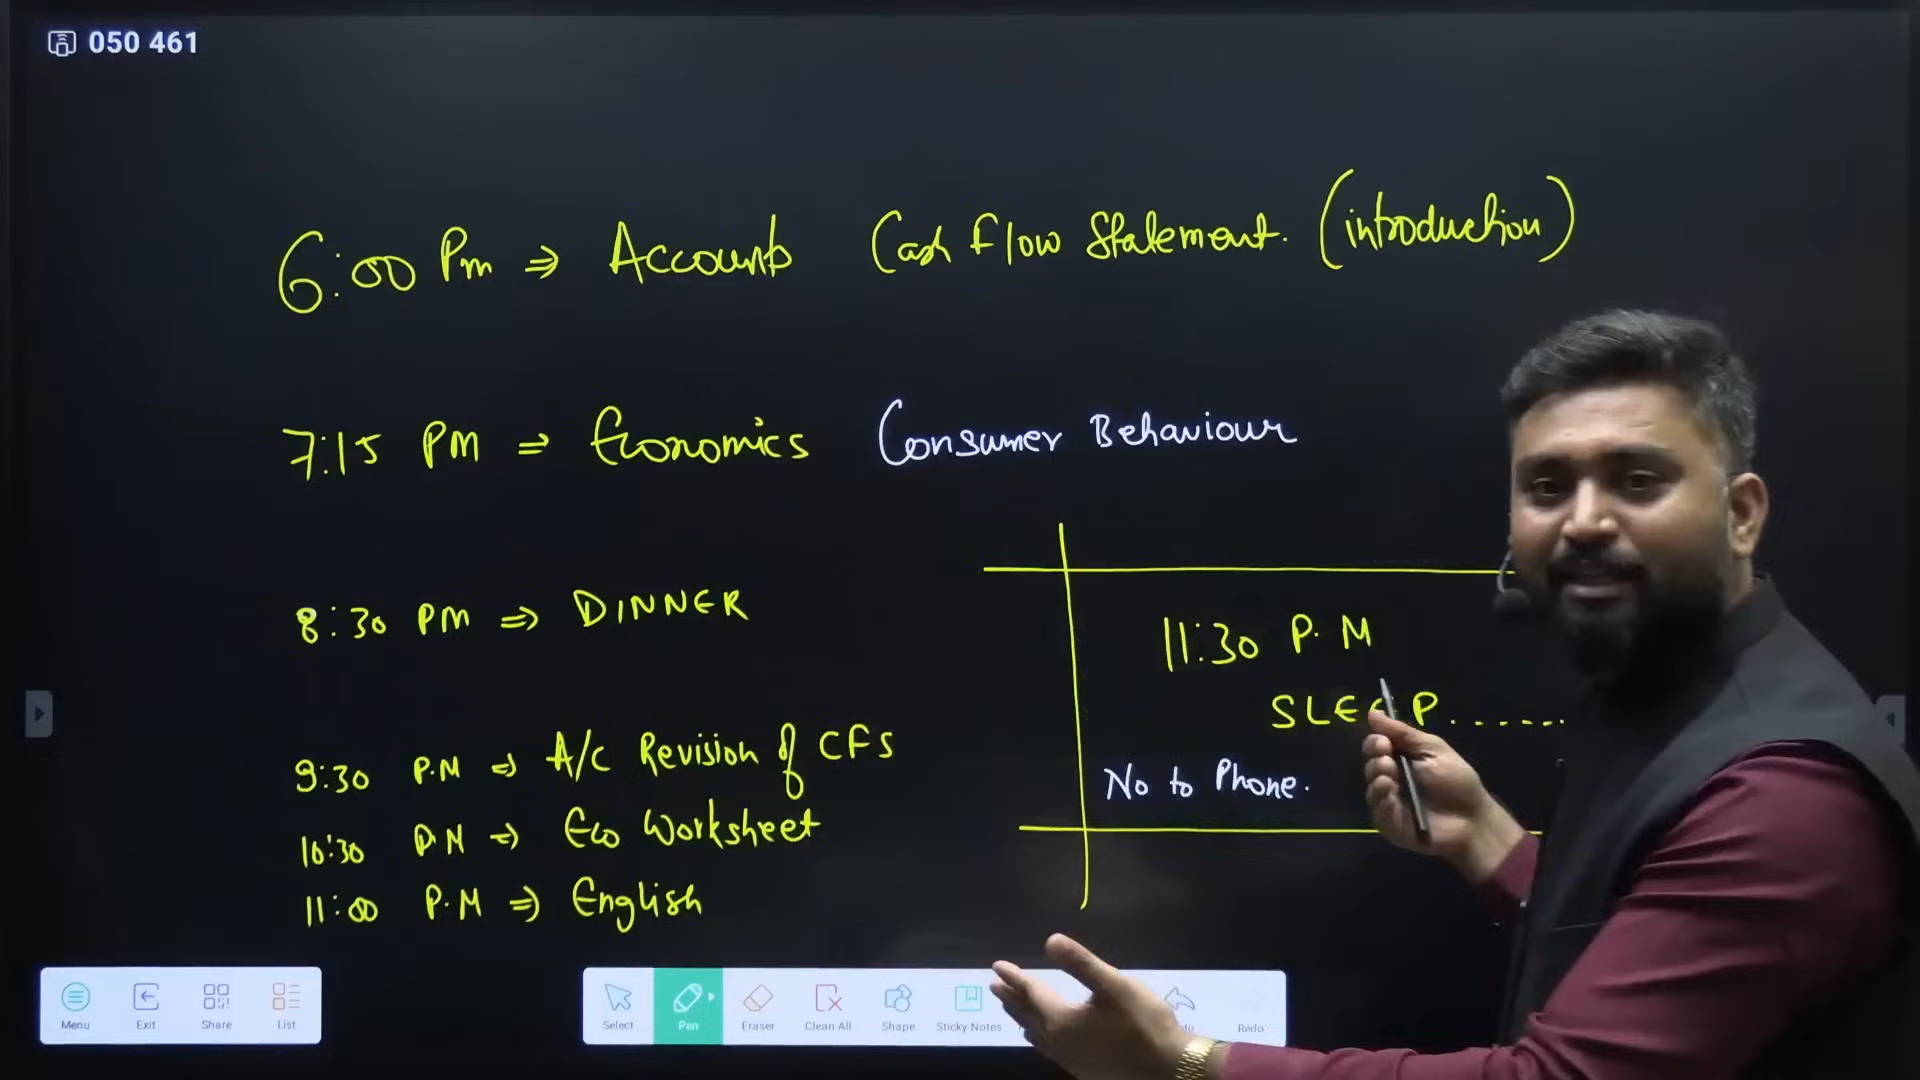 050 461
6:00 Pm ⇒ Accounts Cash Flow Statement. (introduction)
7:15 PM ⇒ Economics Consumer Behaviour
8:30 PM ⇒ DINNER
11:30 P.M
SLEEP......
No to Phone.
9:30 P.M ⇒ A/C Revision of CFS
10:30 P.M ⇒ Eco Worksheet
11:00 P.M ⇒ English
Menu Exit Share List
Select Pen Eraser Clean All Shape Sticky Notes Redo